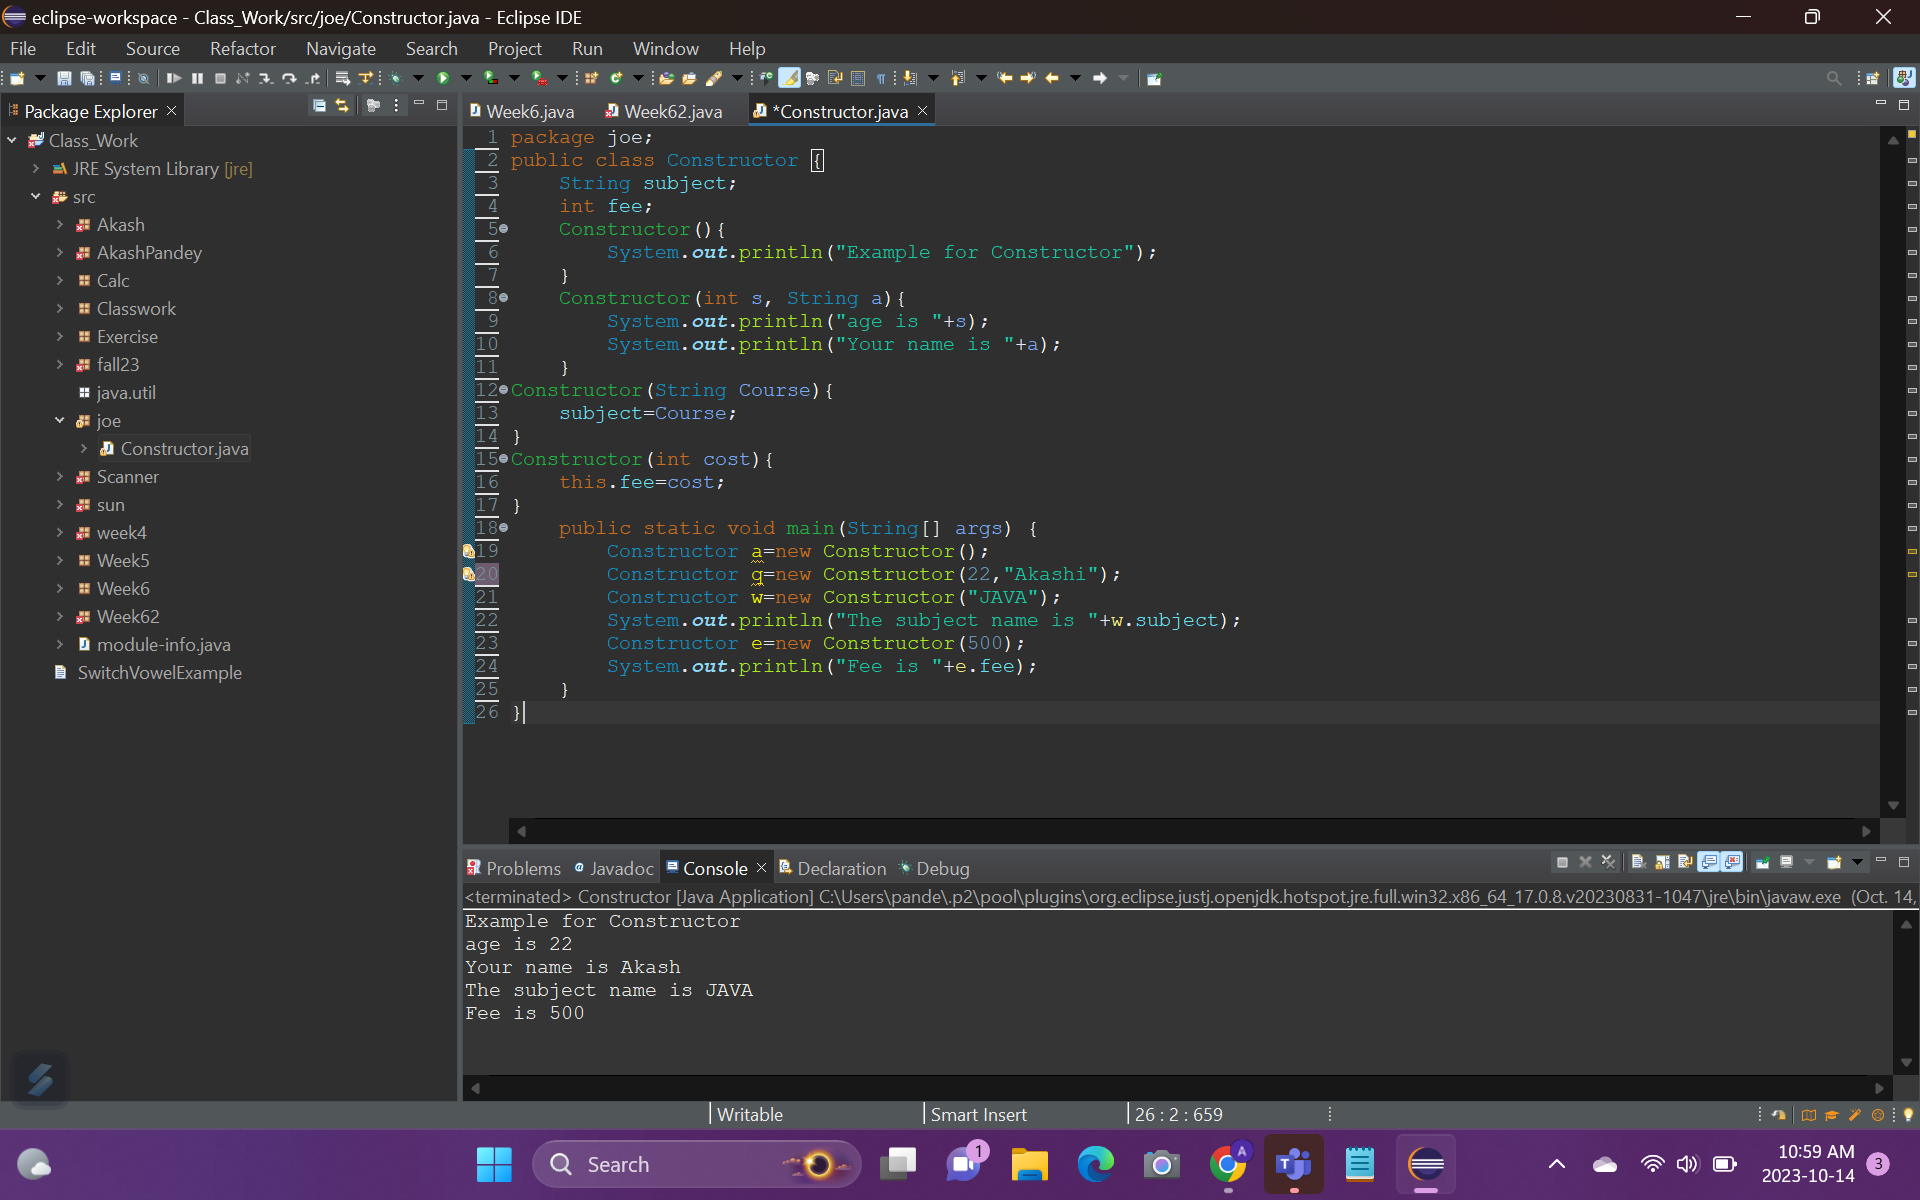 eclipse-workspace - Class_Work/src/joe/Constructor.java - Eclipse IDE
File Edit Source Refactor Navigate Search Project Run Window Help
Package Explorer
Class_Work
JRE System Library [jre]
src
Akash
AkashPandey
Calc
Classwork
Exercise
fall23
java.util
joe
Constructor.java
Scanner
sun
week4
Week5
Week6
Week62
module-info.java
SwitchVowelExample
Week6.java Week62.java *Constructor.java
1 package joe;
2 public class Constructor {
3 String subject;
4 int fee;
5 Constructor(){
6 System.out.println("Example for Constructor");
7 }
8 Constructor(int s, String a){
9 System.out.println("age is "+s);
10 System.out.println("Your name is "+a);
11 }
12 Constructor(String Course){
13 subject=Course;
14 }
15 Constructor(int cost){
16 this.fee=cost;
17 }
18 public static void main(String[] args) {
19 Constructor a=new Constructor();
20 Constructor q=new Constructor(22,"Akashi");
21 Constructor w=new Constructor("JAVA");
22 System.out.println("The subject name is "+w.subject);
23 Constructor e=new Constructor(500);
24 System.out.println("Fee is "+e.fee);
25 }
26 }
Problems Javadoc Console Declaration Debug
<terminated> Constructor [Java Application] C:\Users\pande\.p2\pool\plugins\org.eclipse.justj.openjdk.hotspot.jre.full.win32.x86_64_17.0.8.v20230831-1047\jre\bin\javaw.exe (Oct. 14,
Example for Constructor
age is 22
Your name is Akash
The subject name is JAVA
Fee is 500
Writable Smart Insert 26 : 2 : 659
Search
1
A
10:59 AM
2023-10-14
3